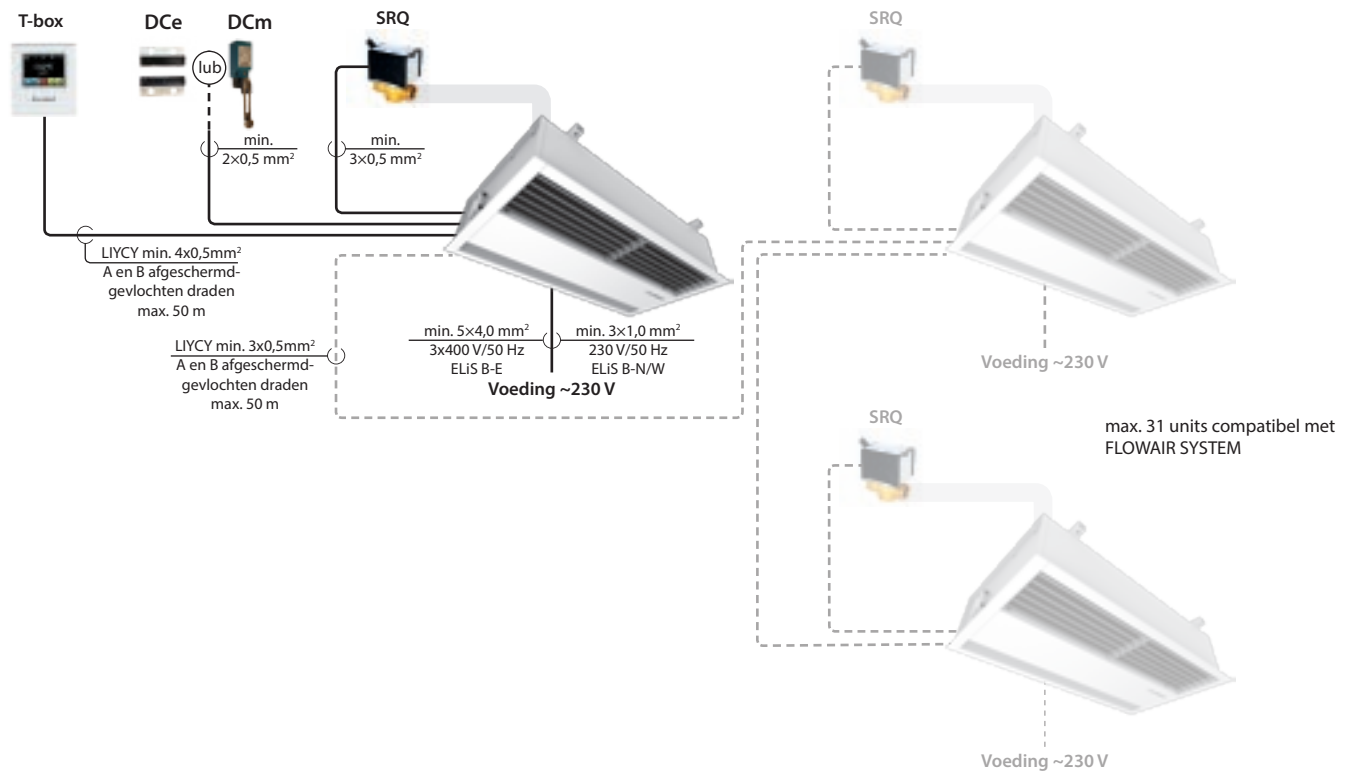 T-box
DCe
DCm
SRQ
SRQ
lub
min.
2×0,5 mm²
min.
3×0,5 mm²
LIYCY min. 4x0,5mm²
A en B afgeschermd-
gevlochten draden
max. 50 m
LIYCY min. 3x0,5mm²
A en B afgeschermd-
gevlochten draden
max. 50 m
min. 5×4,0 mm²
3x400 V/50 Hz
ELiS B-E
min. 3×1,0 mm²
230 V/50 Hz
ELiS B-N/W
Voeding ~230 V
Voeding ~230 V
SRQ
max. 31 units compatibel met
FLOWAIR SYSTEM
Voeding ~230 V